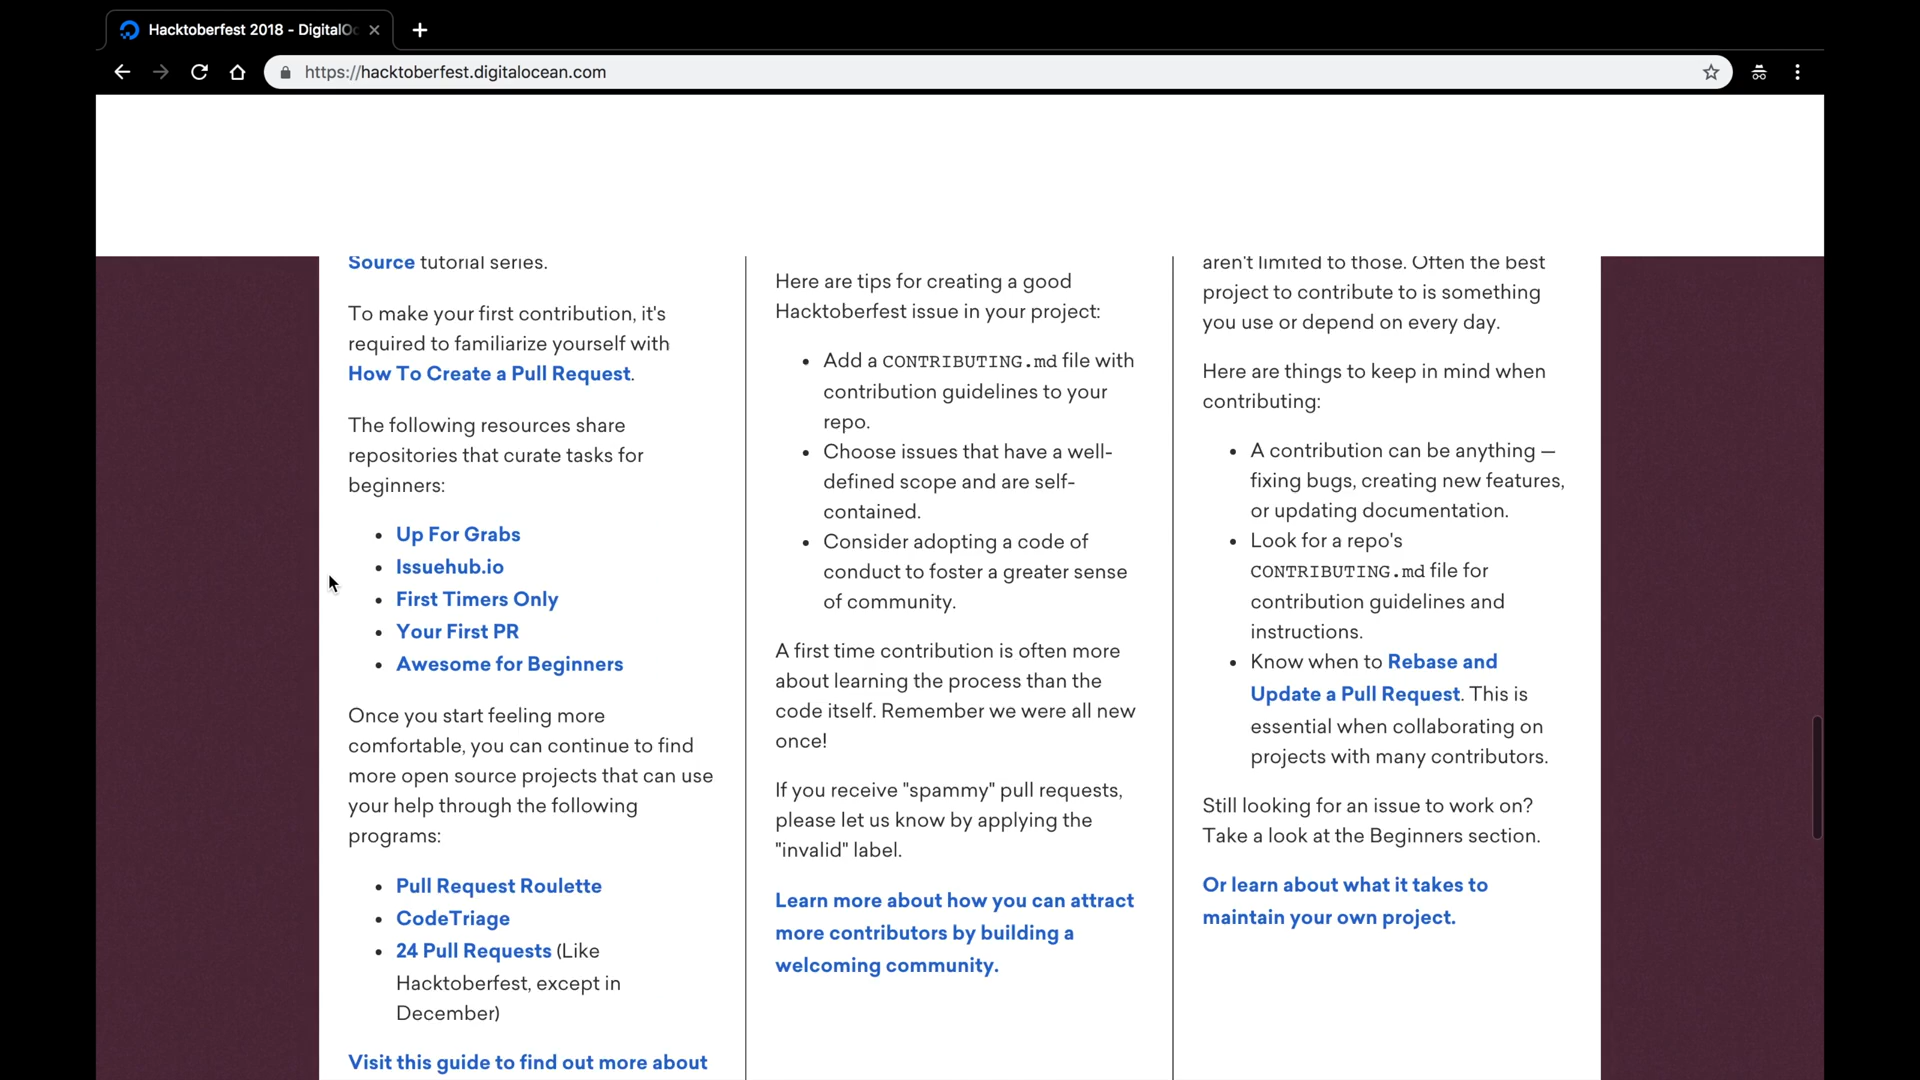 Hacktoberfest 2018 - DigitalOc
https://hacktoberfest.digitalocean.com
Source tutorial series.
To make your first contribution, it's
required to familiarize yourself with
How To Create a Pull Request.
The following resources share
repositories that curate tasks for
beginners:
• Up For Grabs
• Issuehub.io
• First Timers Only
• Your First PR
• Awesome for Beginners
Once you start feeling more
comfortable, you can continue to find
more open source projects that can use
your help through the following
programs:
• Pull Request Roulette
• CodeTriage
• 24 Pull Requests (Like
Hacktoberfest, except in
December)
Visit this guide to find out more about
Here are tips for creating a good
Hacktoberfest issue in your project:
• Add a CONTRIBUTING.md file with
contribution guidelines to your
repo.
• Choose issues that have a well-
defined scope and are self-
contained.
• Consider adopting a code of
conduct to foster a greater sense
of community.
A first time contribution is often more
about learning the process than the
code itself. Remember we were all new
once!
If you receive "spammy" pull requests,
please let us know by applying the
"invalid" label.
Learn more about how you can attract
more contributors by building a
welcoming community.
aren't limited to those. Often the best
project to contribute to is something
you use or depend on every day.
Here are things to keep in mind when
contributing:
• A contribution can be anything —
fixing bugs, creating new features,
or updating documentation.
• Look for a repo's
CONTRIBUTING.md file for
contribution guidelines and
instructions.
• Know when to Rebase and
Update a Pull Request. This is
essential when collaborating on
projects with many contributors.
Still looking for an issue to work on?
Take a look at the Beginners section.
Or learn about what it takes to
maintain your own project.